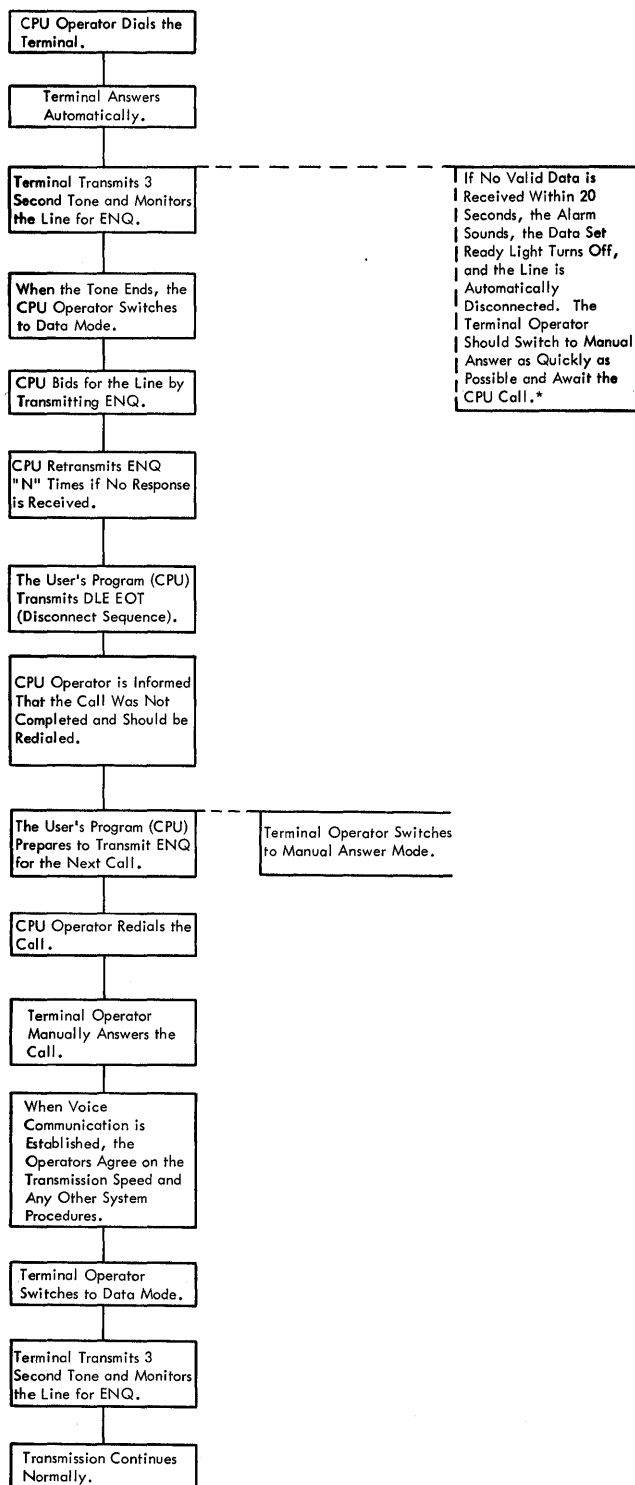 CPU Operator Dials the
Terminal.
Terminal Answers
Automatically.
Terminal Transmits 3
Second Tone and Monitors
the Line for ENQ.
If No Valid Data is
Received Within 20
Seconds, the Alarm
Sounds, the Data Set
Ready Light Turns Off,
and the Line is
Automatically
Disconnected. The
Terminal Operator
Should Switch to Manual
Answer as Quickly as
Possible and Await the
CPU Call.*
When the Tone Ends, the
CPU Operator Switches
to Data Mode.
CPU Bids for the Line by
Transmitting ENQ.
CPU Retransmits ENQ
"N" Times if No Response
is Received.
The User's Program (CPU)
Transmits DLE EOT
(Disconnect Sequence).
CPU Operator is Informed
That the Call Was Not
Completed and Should be
Redialed.
The User's Program (CPU)
Prepares to Transmit ENQ
for the Next Call.
Terminal Operator Switches
to Manual Answer Mode.
CPU Operator Redials the
Call.
Terminal Operator
Manually Answers the
Call.
When Voice
Communication is
Established, the
Operators Agree on the
Transmission Speed and
Any Other System
Procedures.
Terminal Operator
Switches to Data Mode.
Terminal Transmits 3
Second Tone and Monitors
the Line for ENQ.
Transmission Continues
Normally.